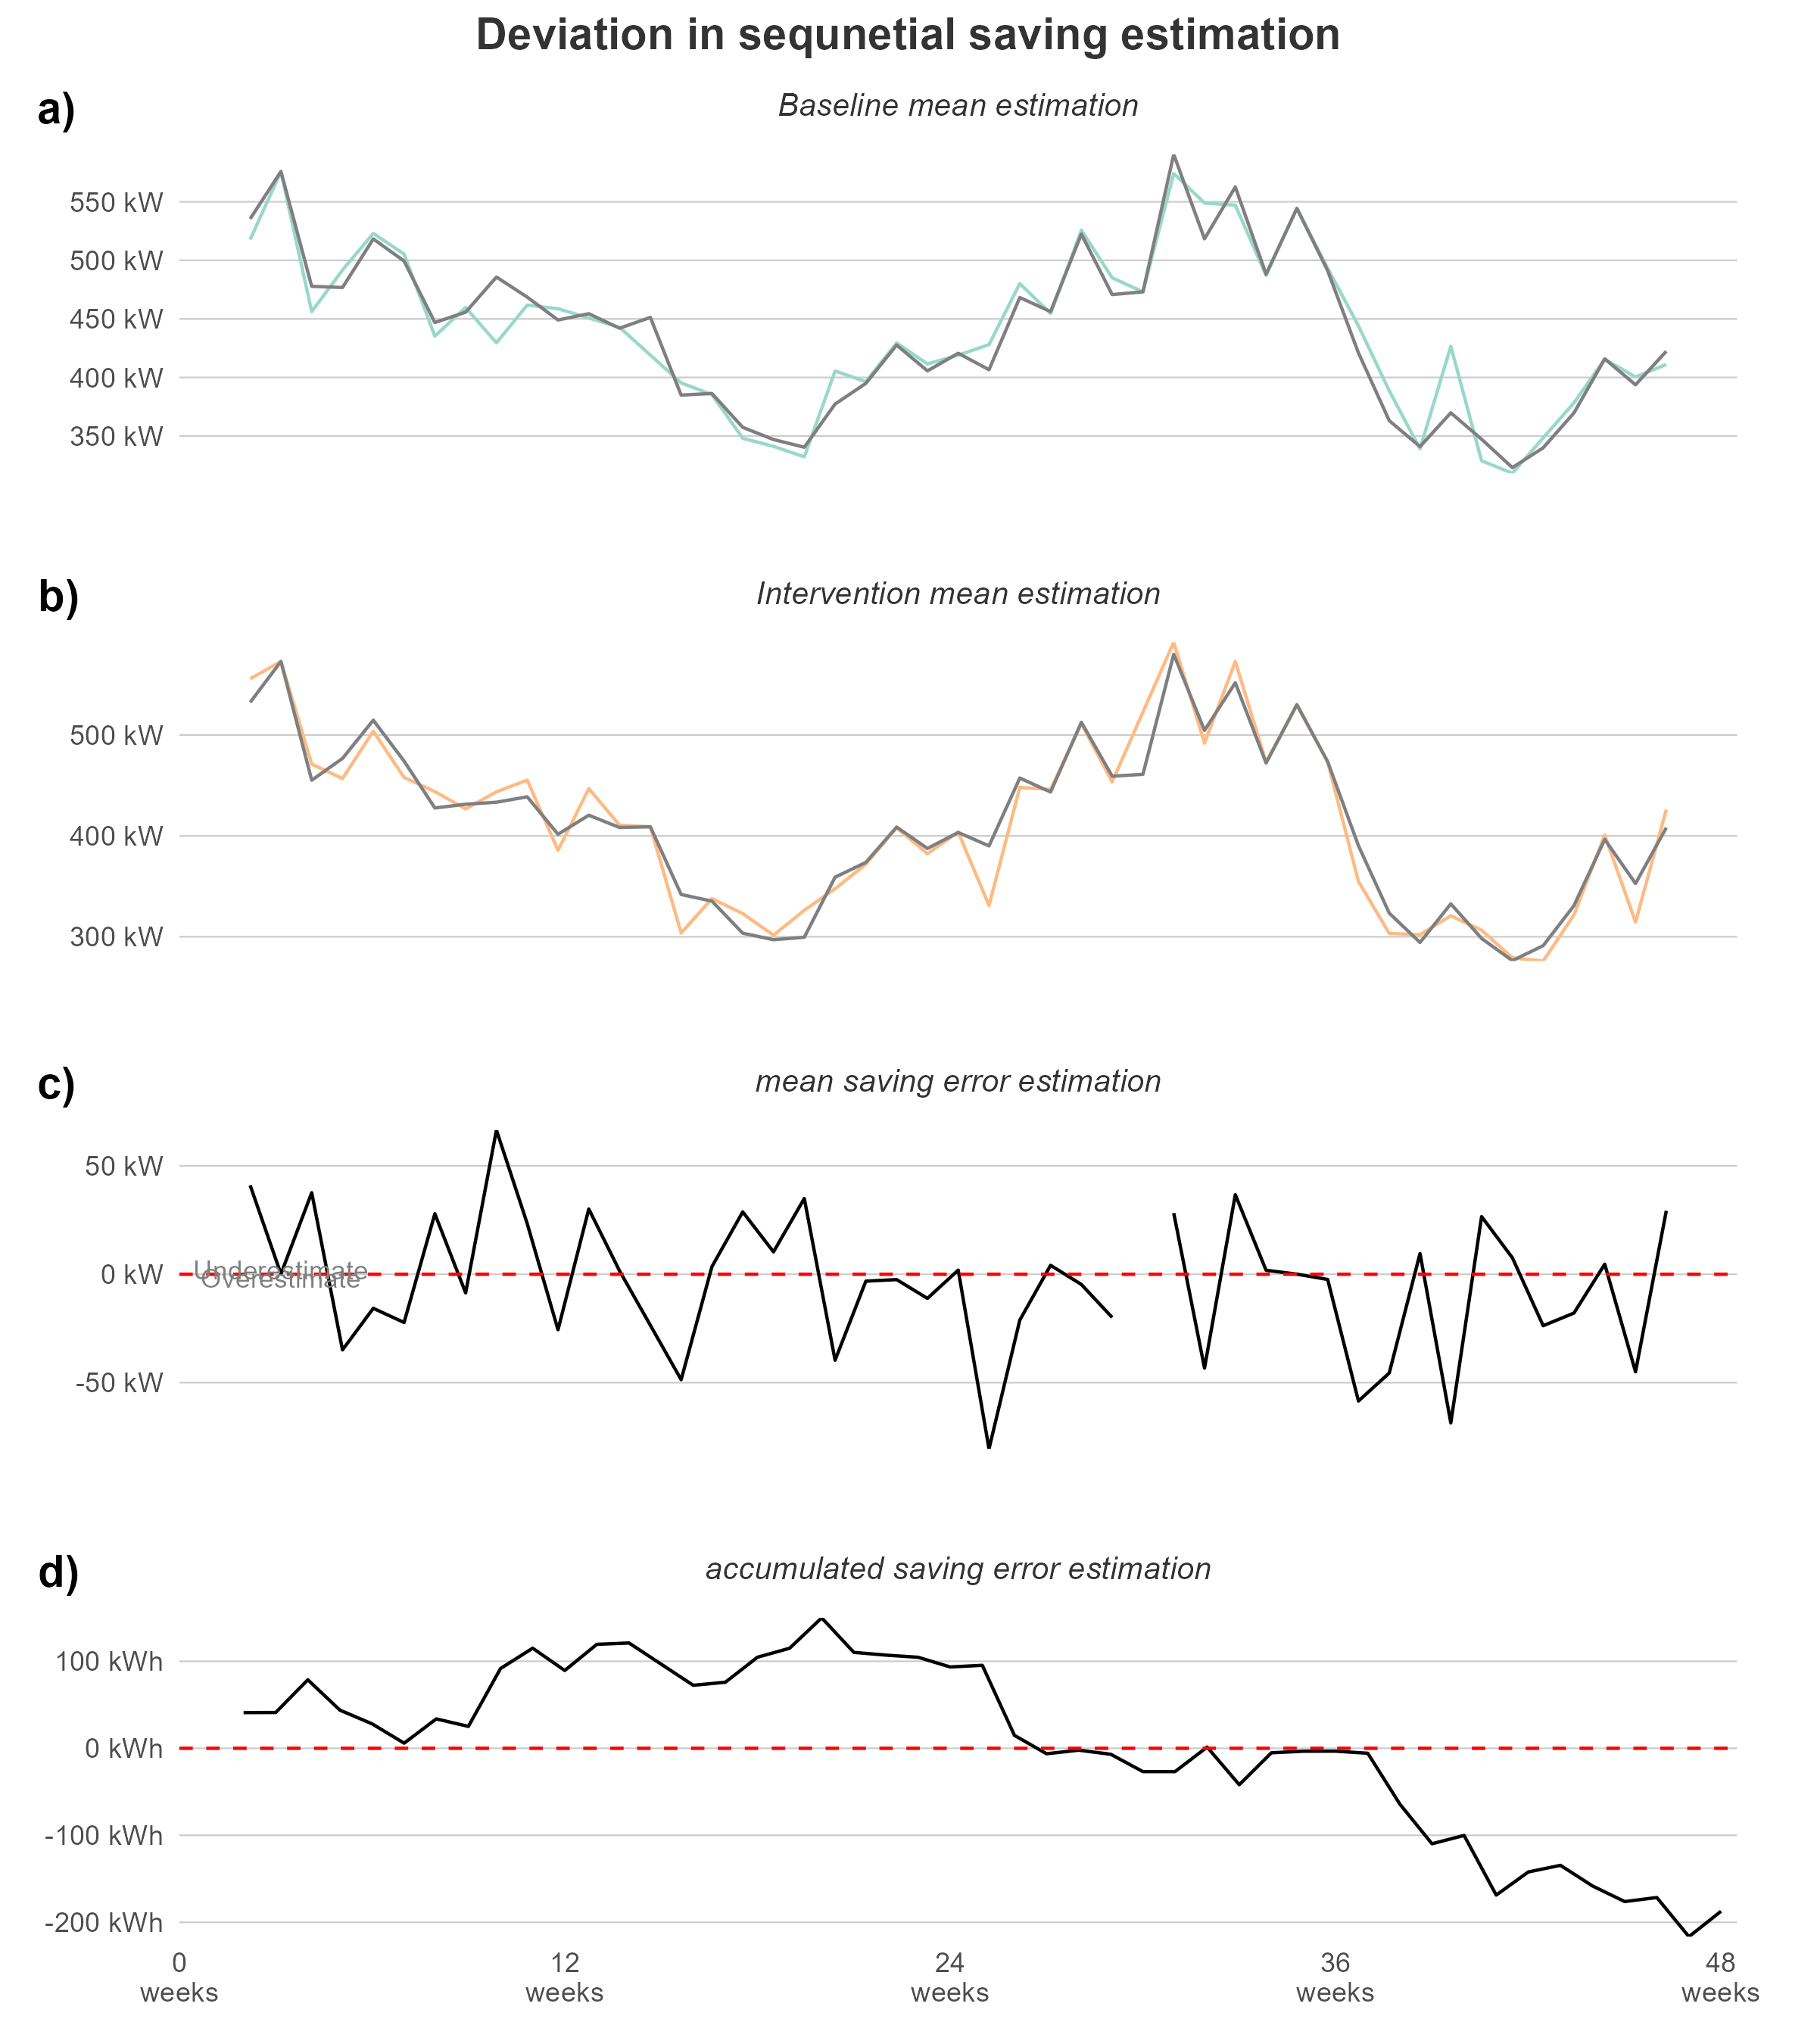 Deviation in sequnetial saving estimation
a)
Baseline mean estimation
550 kW
500 kW
450 kW
400 kW
350 kW
b)
Intervention mean estimation
500 kW
400 kW
300 kW
c)
mean saving error estimation
50 kW
0 kW
-50 kW
Underestimate
Overestimate
d)
accumulated saving error estimation
100 kWh
0 kWh
-100 kWh
-200 kWh
0 12 24 36 48
weeks weeks weeks weeks weeks